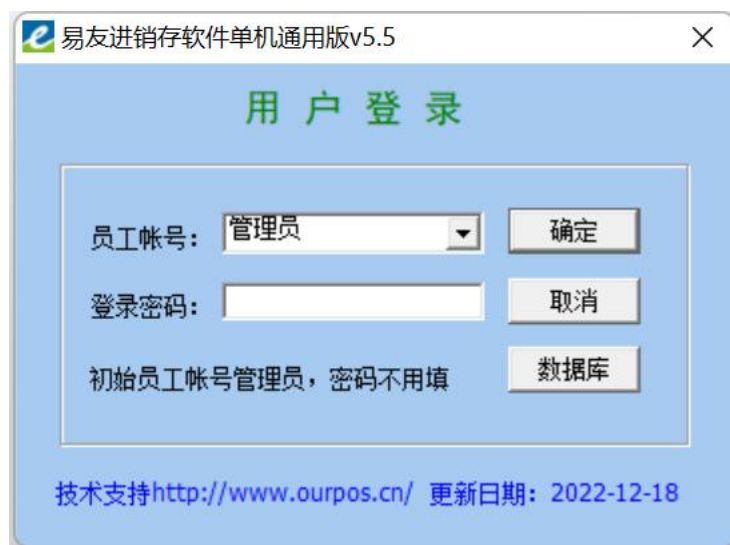 易友进销存软件单机通用版v5.5
用户登录
员工帐号： 管理员 确定
登录密码： 取消
初始员工帐号管理员，密码不用填 数据库
技术支持http://www.ourpos.cn/ 更新日期：2022-12-18